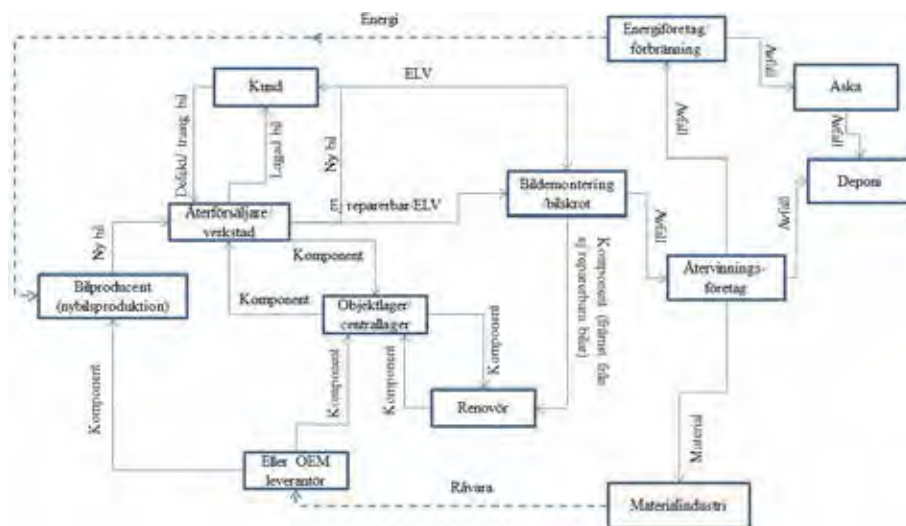 Energi
Energiföretag/
förbränning
Avfall
Aska
Avfall
Deponi
Avfall
Avfall
ELV
Kund
Defekt/ trasig bil
Lagad bil
Ny bil
Ej reparerbar/ELV
Bildemontering
/bilskrot
Avfall
Återvinnings-
företag
Återförsäljare/
verkstad
Ny bil
Bilproducent
(nybilsproduktion)
Komponent
Komponent
Objektlager/
centrallager
Komponent
Komponent (främst från
ej reparerbara bilar)
Komponent
Komponent
Renovör
Komponent
Eller OEM
leverantör
Material
Råvara
Materialindustri